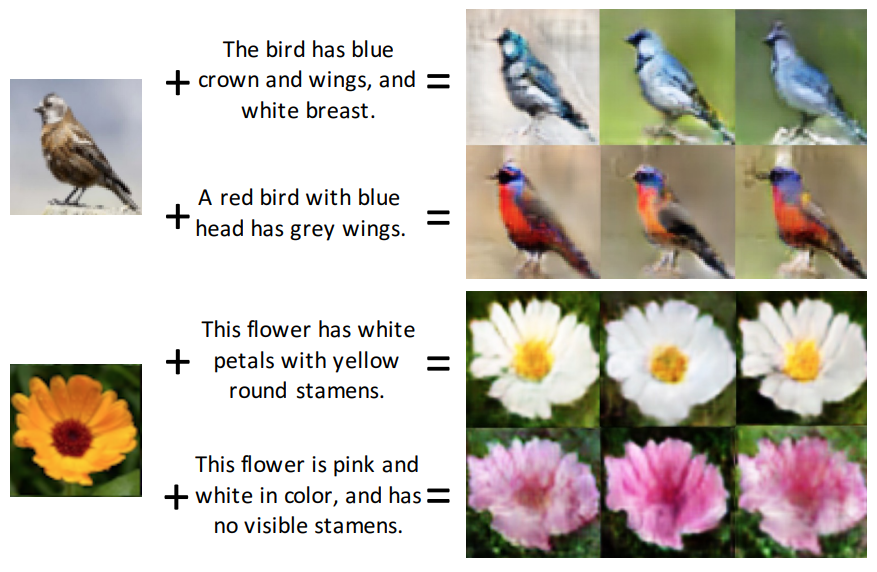 + The bird has blue =
crown and wings, and
white breast.
+ A red bird with blue =
head has grey wings.
+ This flower has white =
petals with yellow
round stamens.
This flower is pink and
+ white in color, and has =
no visible stamens.